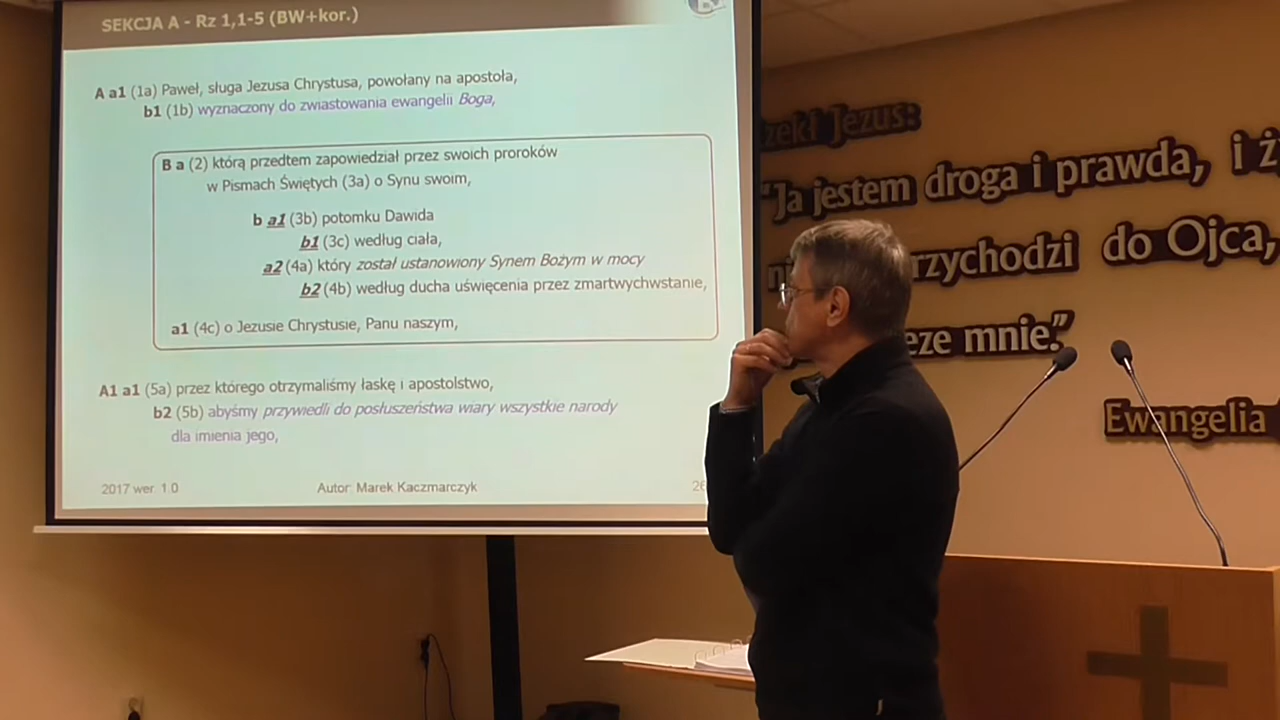 SEKCJA A - Rz 1,1-5 (BW+kor.)
A a1 (1a) Paweł, sługa Jezusa Chrystusa, powołany na apostoła,
b1 (1b) wyznaczony do zwiastowania ewangelii Boga,
B a (2) którą przedtem zapowiedział przez swoich proroków
w Pismach Świętych (3a) o Synu swoim,
b a1 (3b) potomku Dawida
b1 (3c) według ciała,
a2 (4a) który został ustanowiony Synem Bożym w mocy
b2 (4b) według ducha uświęcenia przez zmartwychwstanie,
a1 (4c) o Jezusie Chrystusie, Panu naszym,
A1 a1 (5a) przez którego otrzymaliśmy łaskę i apostolstwo,
b2 (5b) abyśmy przywiedli do posłuszeństwa wiary wszystkie narody
dla imienia jego,
2017 wer. 1.0 Autor: Marek Kaczmarczyk
zekł Jezus:
"Ja jestem droga i prawda, i ż
rzychodzi do Ojca,
eze mnie."
Ewangelia